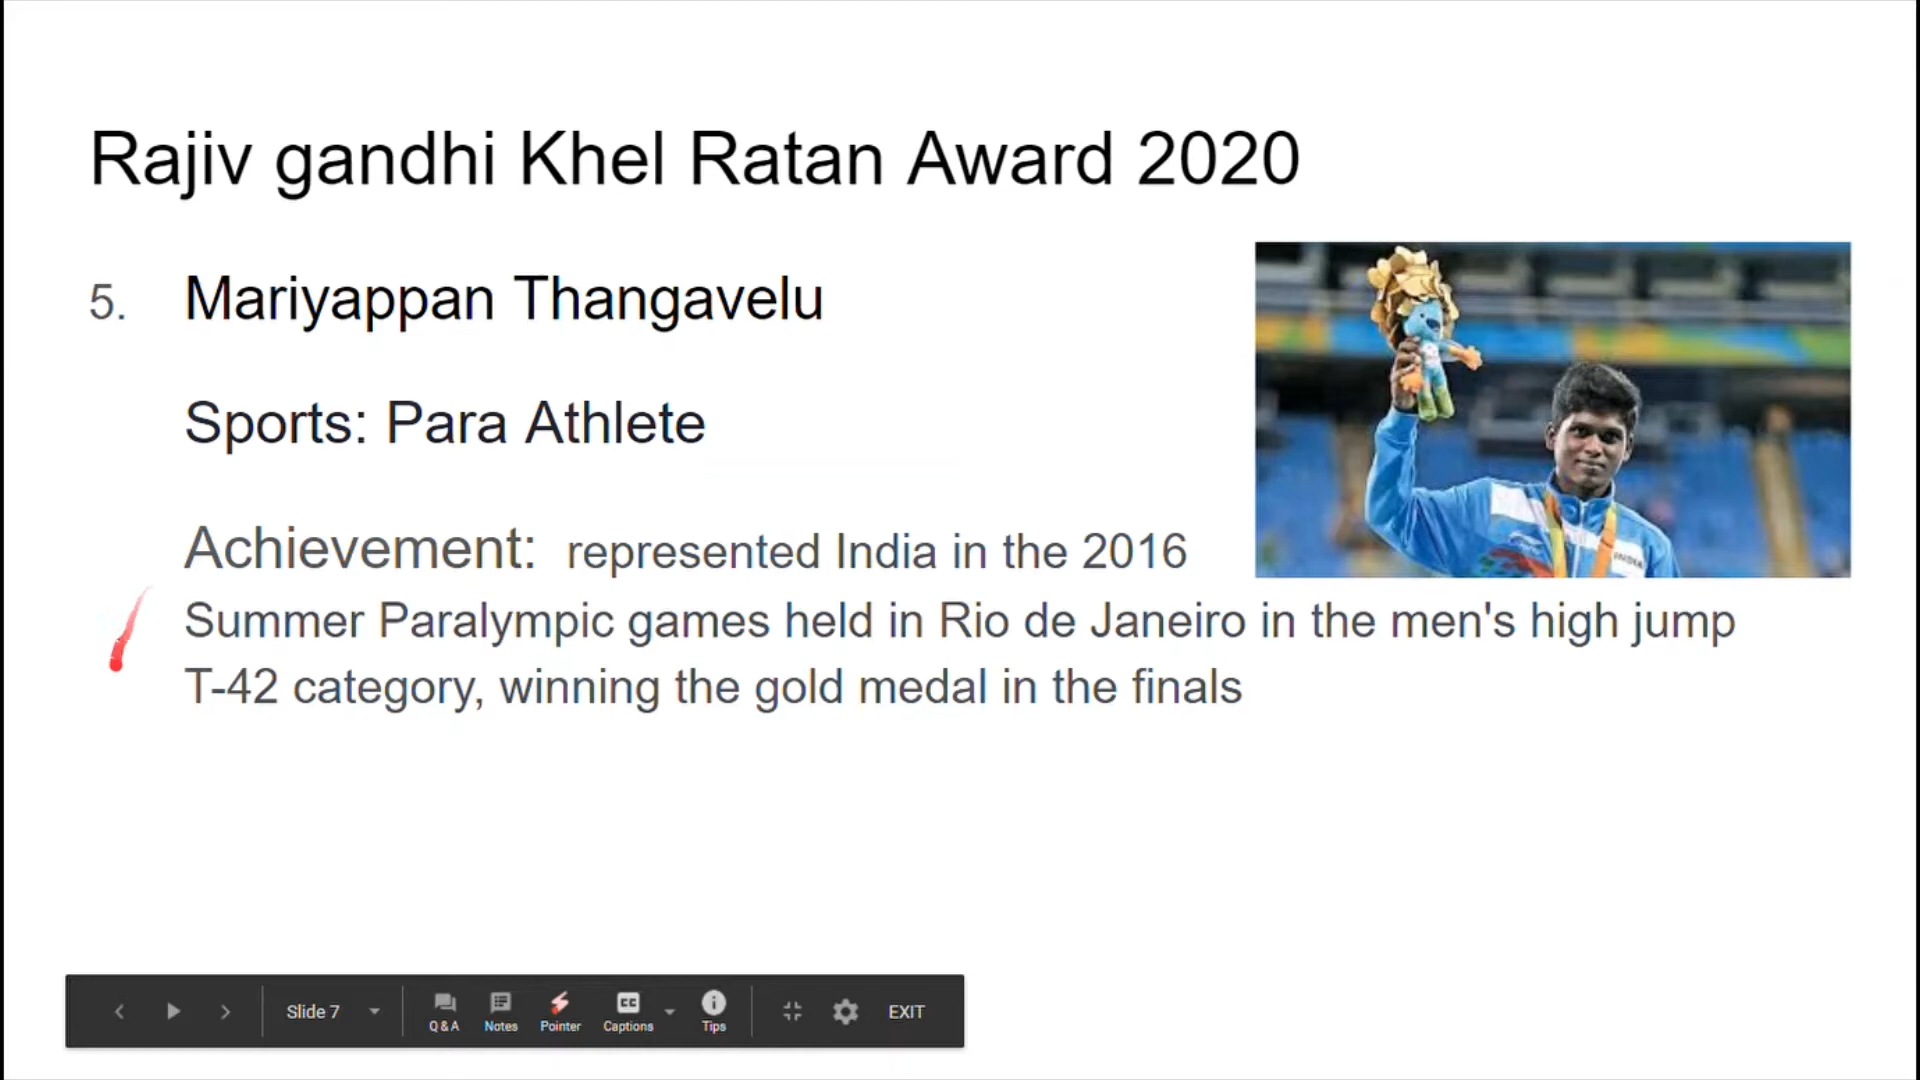 Rajiv gandhi Khel Ratan Award 2020
5. Mariyappan Thangavelu
Sports: Para Athlete
Achievement: represented India in the 2016
Summer Paralympic games held in Rio de Janeiro in the men's high jump
T-42 category, winning the gold medal in the finals
INDIA
Slide 7
CC
Q & A Notes Pointer Captions Tips EXIT